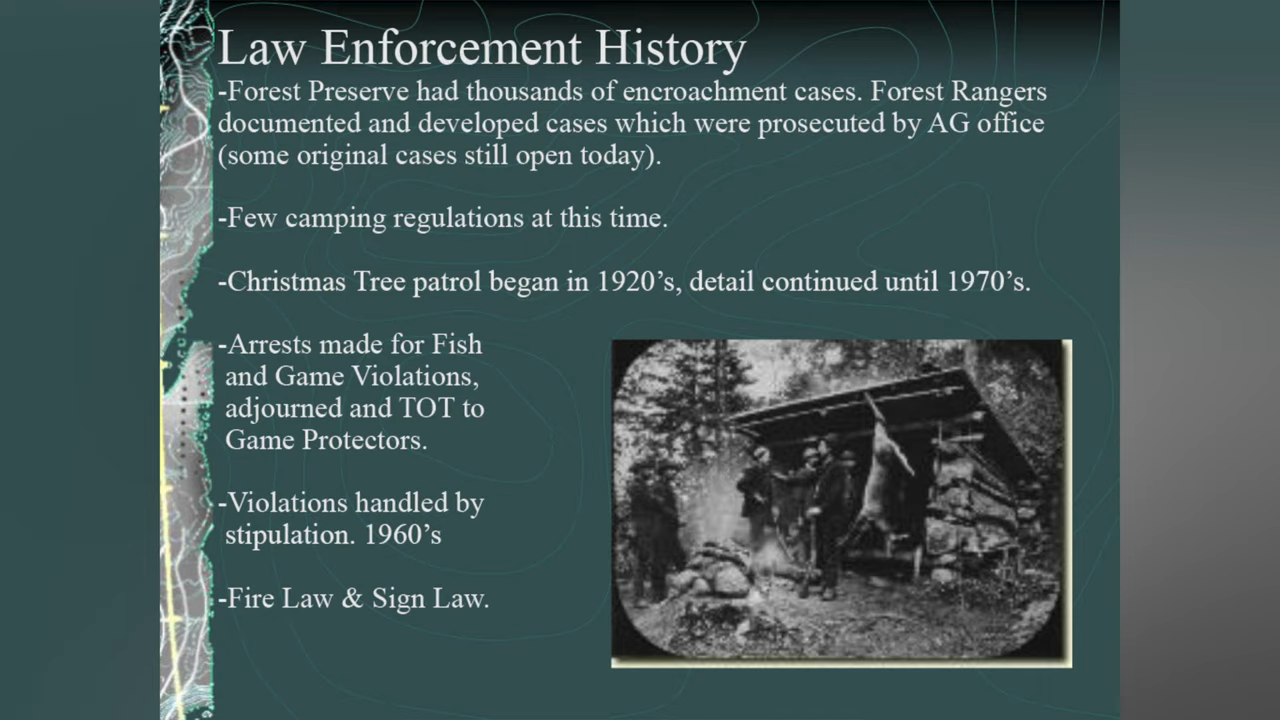 Law Enforcement History
-Forest Preserve had thousands of encroachment cases. Forest Rangers
documented and developed cases which were prosecuted by AG office
(some original cases still open today).
-Few camping regulations at this time.
-Christmas Tree patrol began in 1920’s, detail continued until 1970’s.
-Arrests made for Fish
and Game Violations,
adjourned and TOT to
Game Protectors.
-Violations handled by
stipulation. 1960’s
-Fire Law & Sign Law.